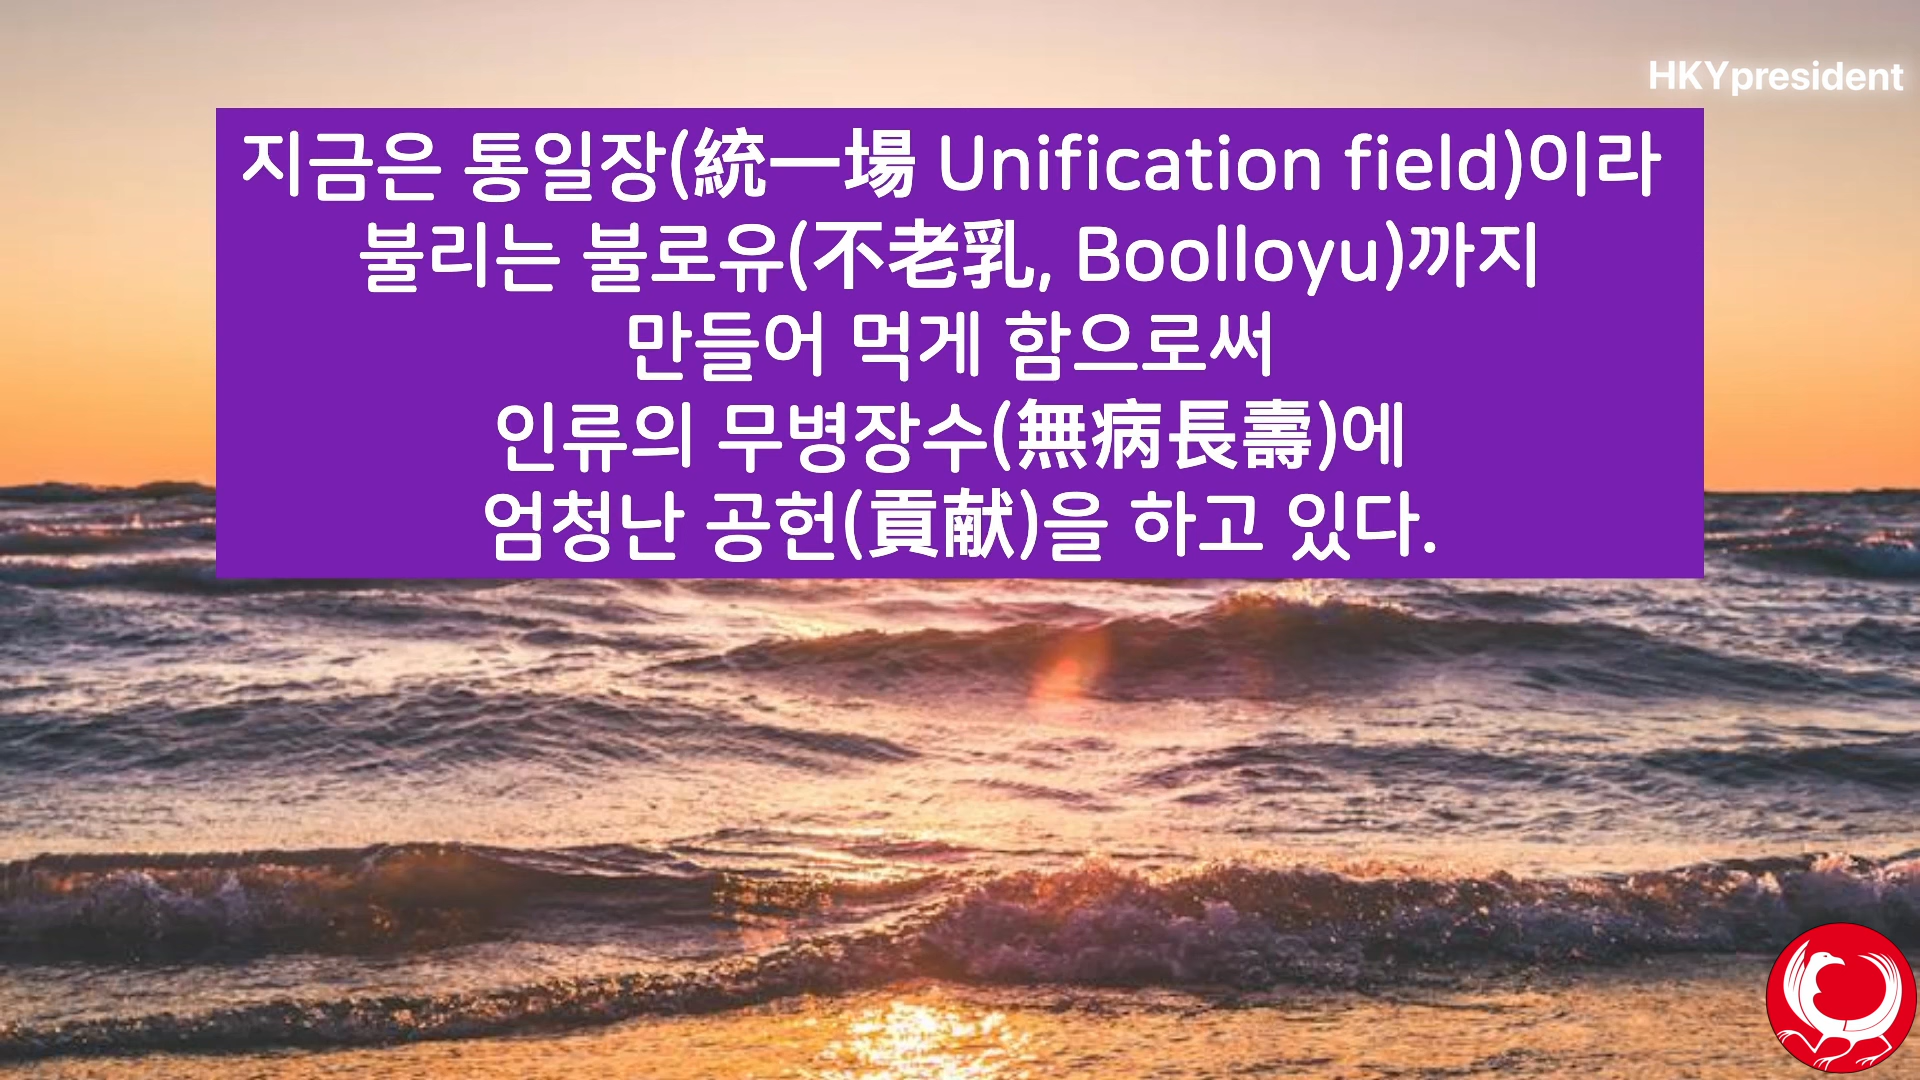 HKYpresident
지금은 통일장(統一場 Unification field)이라
불리는 불로유(不老乳, Boolloyu)까지
만들어 먹게 함으로써
인류의 무병장수(無病長壽)에
엄청난 공헌(貢献)을 하고 있다.